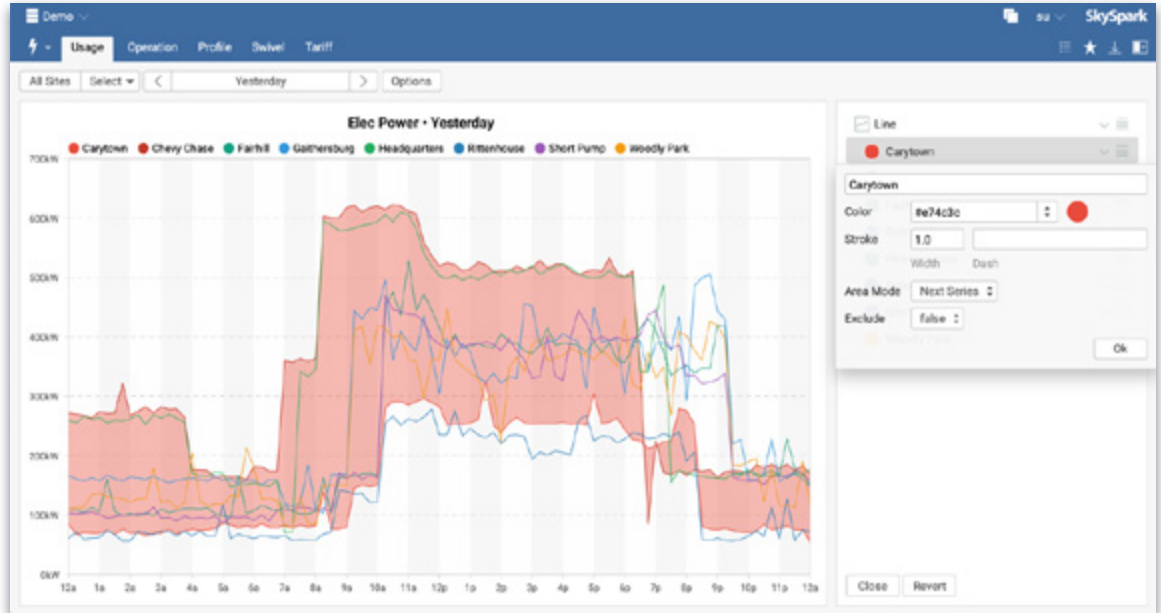 Demo su SkySpark
Usage Operation Profile Swivel Tariff
All Sites Select < Yesterday > Options
Elec Power • Yesterday
Carytown Chevy Chase Fairhill Gaithersburg Headquarters Rittenhouse Short Pump Woodly Park
700kW
600kW
500kW
400kW
300kW
200kW
100kW
0kW
12a 1a 2a 3a 4a 5a 6a 7a 8a 9a 10a 11a 12p 1p 2p 3p 4p 5p 6p 7p 8p 9p 10p 11p 12a
Line
Carytown
Carytown
Color #e74c3c
Stroke 1.0
Width Dash
Area Mode Next Series
Exclude false
Woodly Park
Ok
Close Revert